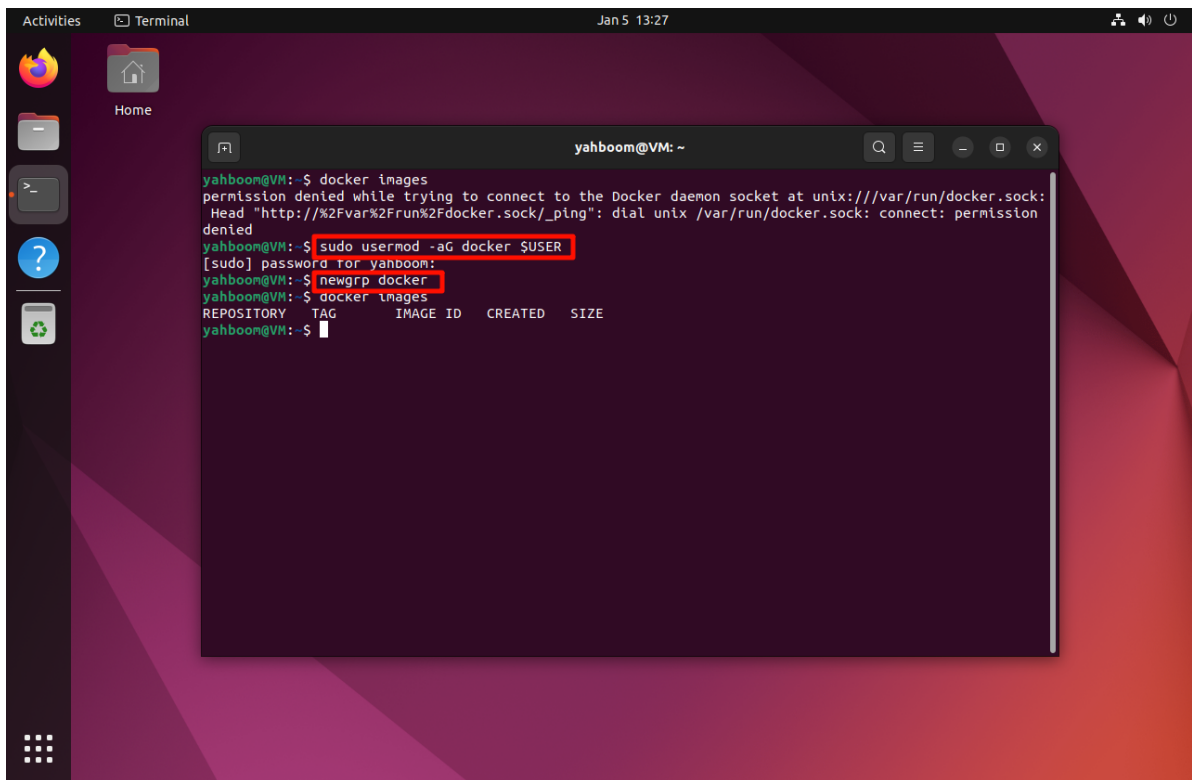 Activities
Terminal
Jan 5 13:27
Home
yahboom@VM: ~
yahboom@VM:~$ docker images
permission denied while trying to connect to the Docker daemon socket at unix:///var/run/docker.sock:
Head "http://%2Fvar%2Frun%2Fdocker.sock/_ping": dial unix /var/run/docker.sock: connect: permission
denied
yahboom@VM:~$ sudo usermod -aG docker $USER
[sudo] password for yahboom:
yahboom@VM:~$ newgrp docker
yahboom@VM:~$ docker images
REPOSITORY TAG IMAGE ID CREATED SIZE
yahboom@VM:~$